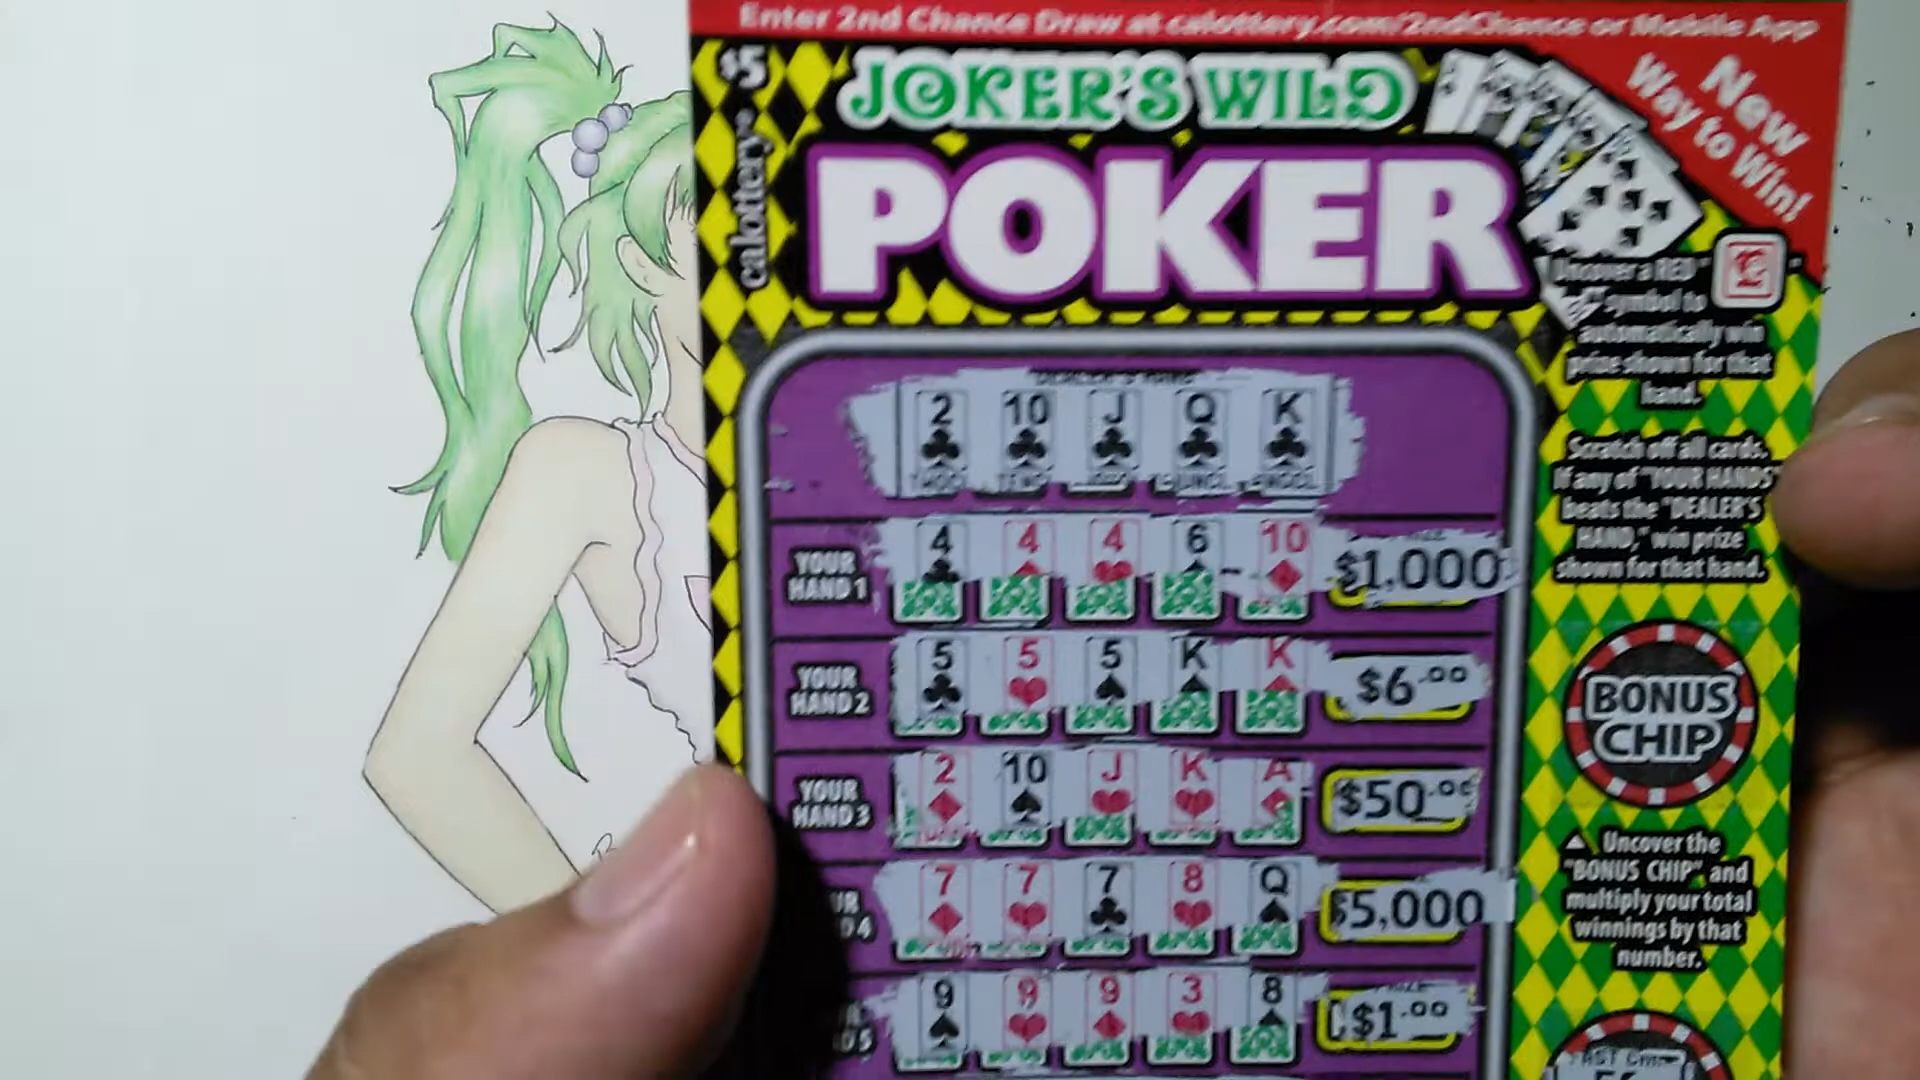 Enter 2nd Chance Draw at calottery.com/2ndChance or Mobile App
$5
calottery
JOKER'S WILD
POKER
New
Way to Win!
Uncover a RED "
" symbol to
automatically win
prize shown for that
hand.
Scratch off all cards.
If any of "YOUR HANDS"
beats the "DEALER'S
HAND," win prize
shown for that hand.
2 10 J Q K
YOUR HAND 1
4 4 4 6 10 $1,000
YOUR HAND 2
5 5 5 K K $6.00
YOUR HAND 3
2 10 J K A $50.00
7 7 7 8 Q $5,000
9 9 9 3 8 $1.00
BONUS
CHIP
Uncover the
"BONUS CHIP" and
multiply your total
winnings by that
number.